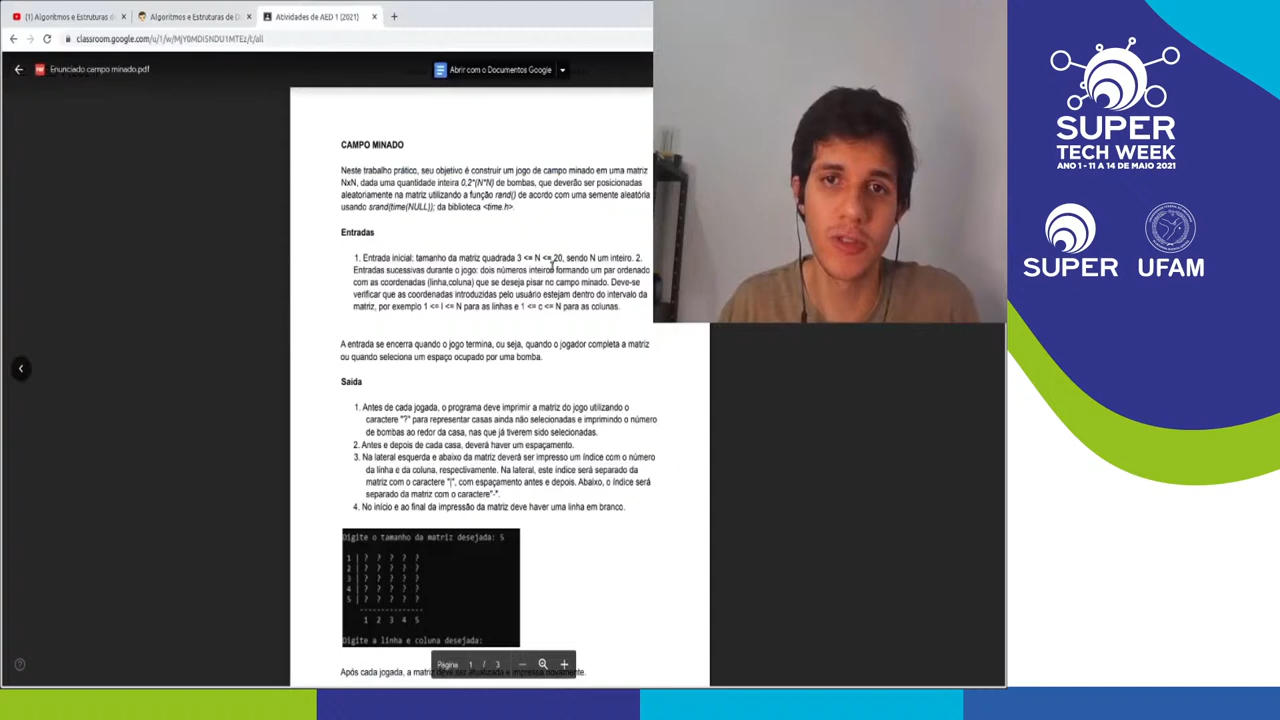 (1) Algoritmos e Estruturas d
Algoritmos e Estruturas de D
Atividades de AED 1 (2021)
classroom.google.com/u/1/w/MjY0MDI5NDU1MTEz/t/all
Enunciado campo minado.pdf
Abrir com o Documentos Google
CAMPO MINADO
Neste trabalho prático, seu objetivo é construir um jogo de campo minado em uma matriz
NxN, dada uma quantidade inteira 0,2*(N*N) de bombas, que deverão ser posicionadas
aleatoriamente na matriz utilizando a função rand() de acordo com uma semente aleatória
usando srand(time(NULL)); da biblioteca <time.h>.
Entradas
1. Entrada inicial: tamanho da matriz quadrada 3 <= N <= 20, sendo N um inteiro. 2.
Entradas sucessivas durante o jogo: dois números inteiros formando um par ordenado
com as coordenadas (linha,coluna) que se deseja pisar no campo minado. Deve-se
verificar que as coordenadas introduzidas pelo usuário estejam dentro do intervalo da
matriz, por exemplo 1 <= l <= N para as linhas e 1 <= c <= N para as colunas.
A entrada se encerra quando o jogo termina, ou seja, quando o jogador completa a matriz
ou quando seleciona um espaço ocupado por uma bomba.
Saída
1. Antes de cada jogada, o programa deve imprimir a matriz do jogo utilizando o
caractere "?" para representar casas ainda não selecionadas e imprimindo o número
de bombas ao redor da casa, nas que já tiverem sido selecionadas.
2. Antes e depois de cada casa, deverá haver um espaçamento.
3. Na lateral esquerda e abaixo da matriz deverá ser impresso um índice com o número
da linha e da coluna, respectivamente. Na lateral, este índice será separado da
matriz com o caractere "|", com espaçamento antes e depois. Abaixo, o índice será
separado da matriz com o caractere"-".
4. No início e ao final da impressão da matriz deve haver uma linha em branco.
Digite o tamanho da matriz desejada: 5
1 | ? ? ? ? ?
2 | ? ? ? ? ?
3 | ? ? ? ? ?
4 | ? ? ? ? ?
5 | ? ? ? ? ?
--------------
1 2 3 4 5
Digite a linha e coluna desejada:
Página 1 / 3
Após cada jogada, a matriz deve ser atualizada e impressa novamente.
SUPER
TECH WEEK
ANO 1 - 11 A 14 DE MAIO 2021
SUPER
UFAM